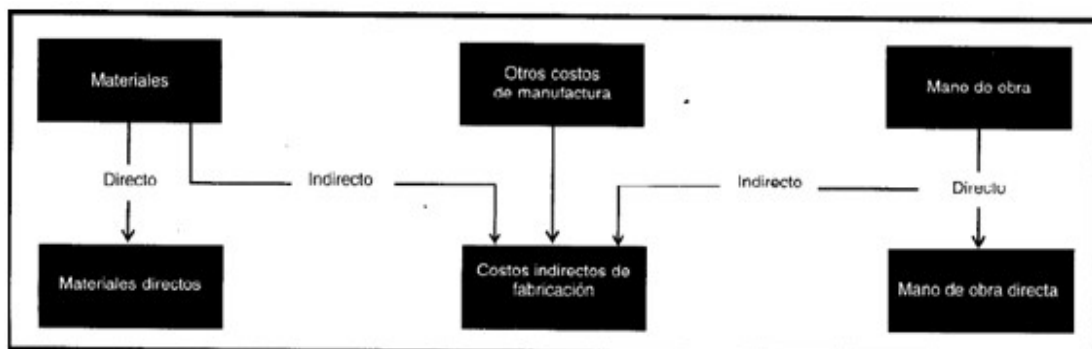 Materiales
Otros costos
de manufactura
Mano de obra
Directo
Indirecto
Indirecto
Directo
Materiales directos
Costos indirectos de
fabricación
Mano de obra directa